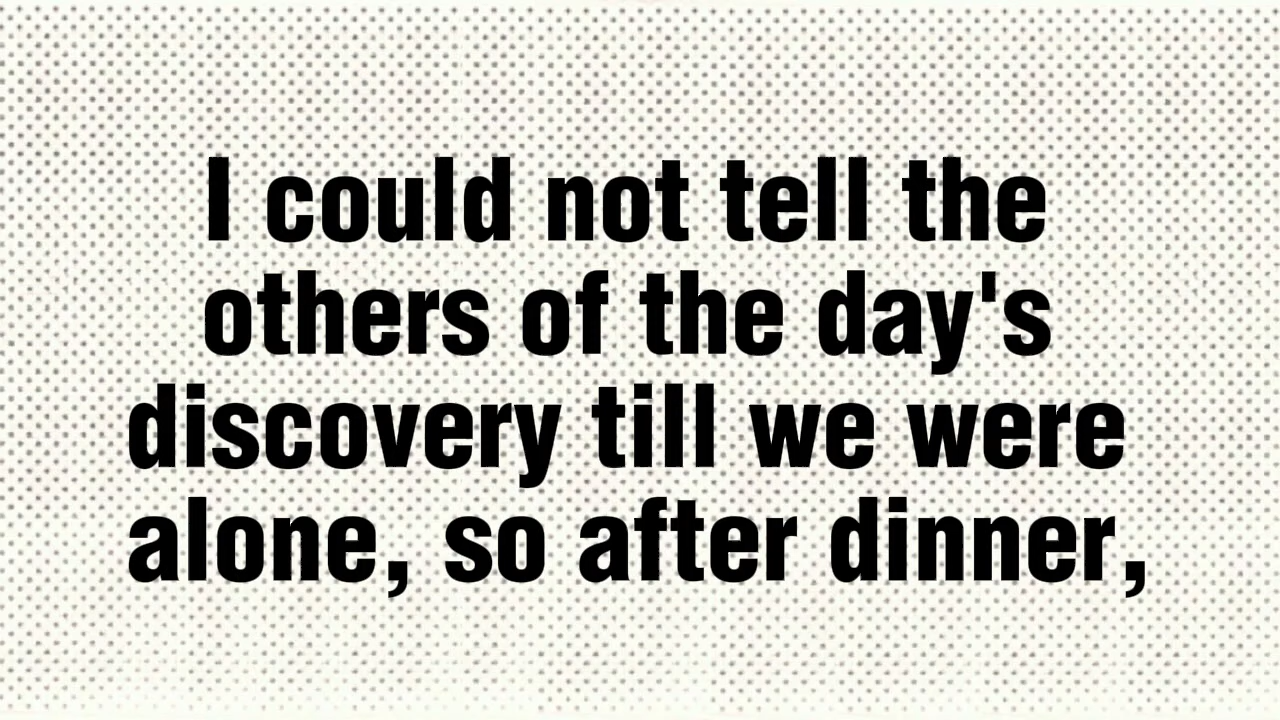 I could not tell the
others of the day's
discovery till we were
alone, so after dinner,